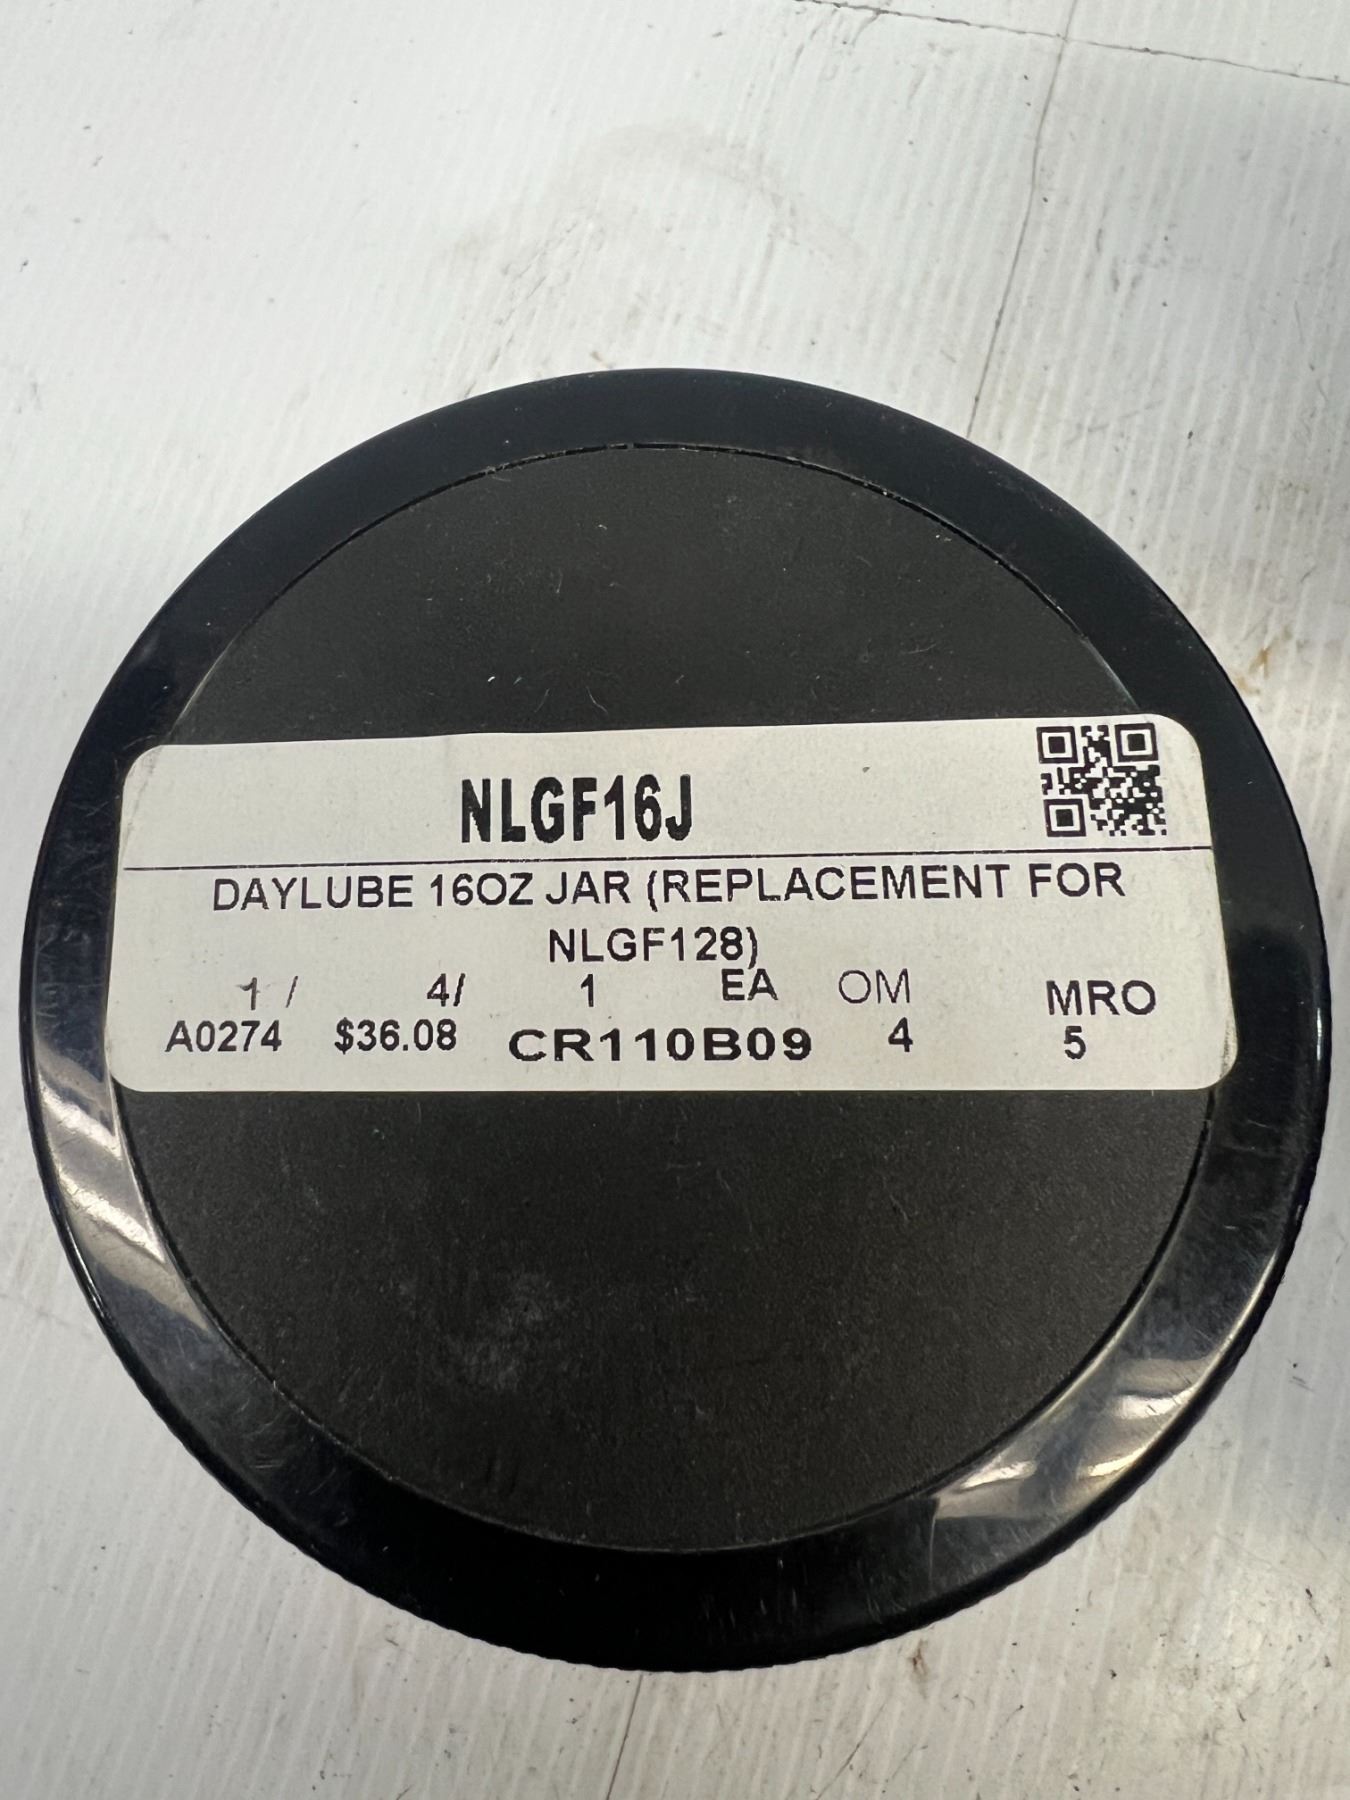 NLGF16J
DAYLUBE 16OZ JAR (REPLACEMENT FOR
NLGF128)
1 / 4/ 1 EA OM MRO
A0274 $36.08 CR110B09 4 5